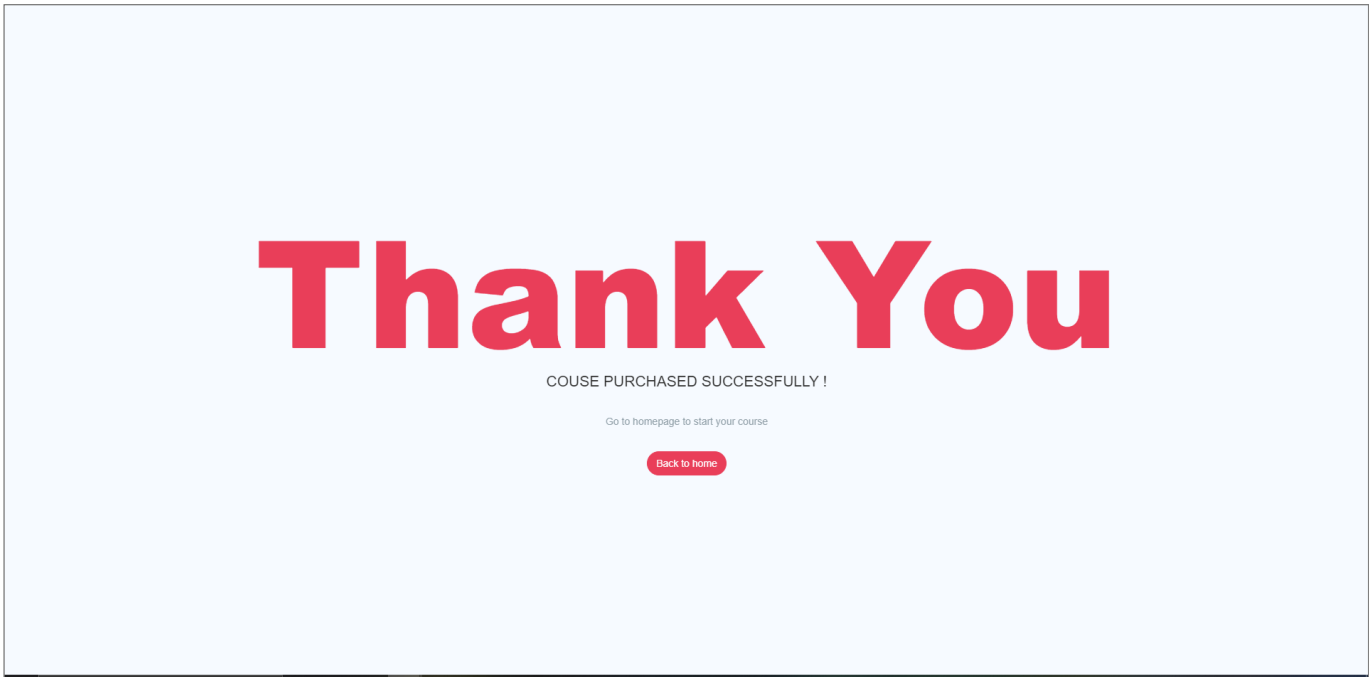 Thank You
COUSE PURCHASED SUCCESSFULLY !
Go to homepage to start your course
Back to home